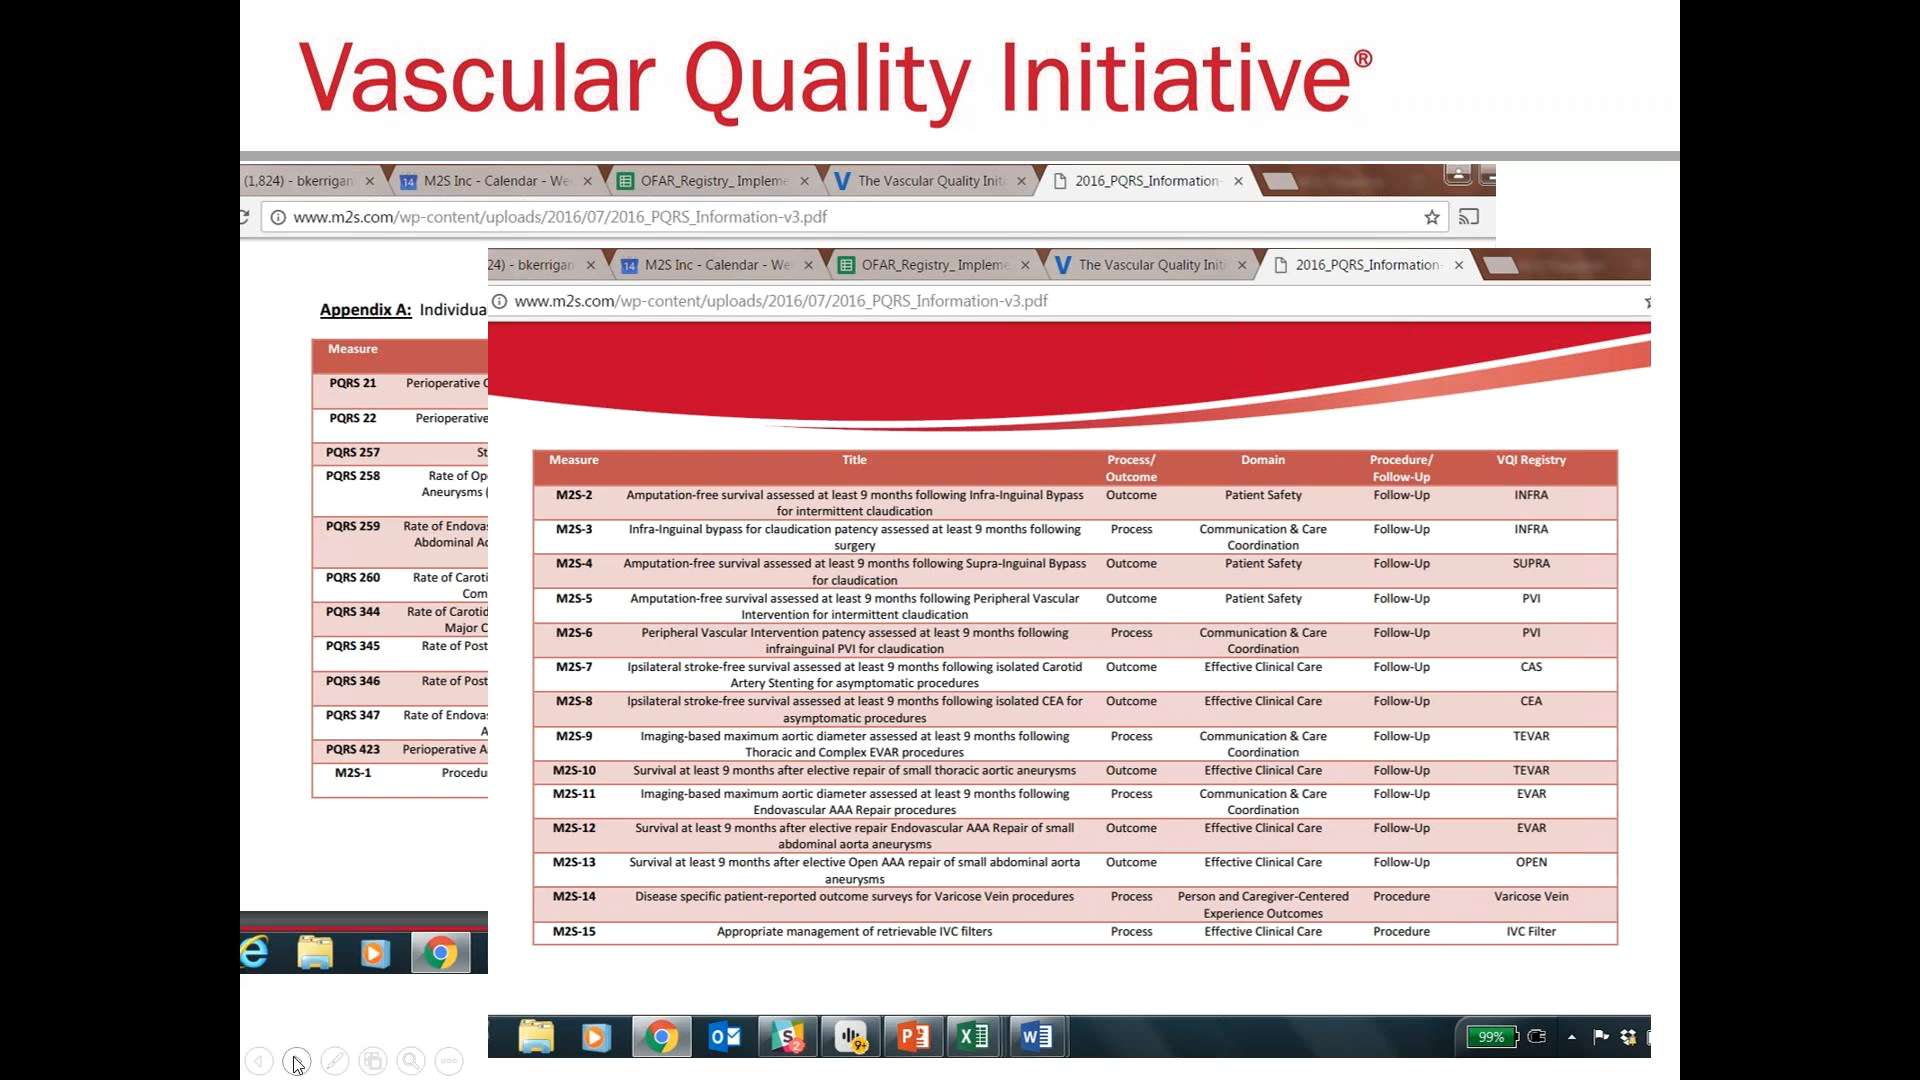 Vascular Quality Initiative®
(1,824) - bkerrigan
M2S Inc - Calendar - We
OFAR_Registry_ Impleme
The Vascular Quality Initi
2016_PQRS_Information-
www.m2s.com/wp-content/uploads/2016/07/2016_PQRS_Information-v3.pdf
24) - bkerrigan
M2S Inc - Calendar - We
OFAR_Registry_ Impleme
The Vascular Quality Initi
2016_PQRS_Information-
www.m2s.com/wp-content/uploads/2016/07/2016_PQRS_Information-v3.pdf
Appendix A: Individua
Measure
PQRS 21 Perioperative
PQRS 22 Perioperative
PQRS 257 St
PQRS 258 Rate of Op
Aneurysms (
PQRS 259 Rate of Endovas
Abdominal Ao
PQRS 260 Rate of Caroti
Com
PQRS 344 Rate of Carotid
Major C
PQRS 345 Rate of Post
PQRS 346 Rate of Post
PQRS 347 Rate of Endovas
A
PQRS 423 Perioperative A
M2S-1 Procedu
Measure Title Process/ Domain Procedure/ VQI Registry
Outcome Follow-Up
M2S-2 Amputation-free survival assessed at least 9 months following Infra-Inguinal Bypass Outcome Patient Safety Follow-Up INFRA
for intermittent claudication
M2S-3 Infra-Inguinal bypass for claudication patency assessed at least 9 months following Process Communication & Care Follow-Up INFRA
surgery Coordination
M2S-4 Amputation-free survival assessed at least 9 months following Supra-Inguinal Bypass Outcome Patient Safety Follow-Up SUPRA
for claudication
M2S-5 Amputation-free survival assessed at least 9 months following Peripheral Vascular Outcome Patient Safety Follow-Up PVI
Intervention for intermittent claudication
M2S-6 Peripheral Vascular Intervention patency assessed at least 9 months following Process Communication & Care Follow-Up PVI
infrainguinal PVI for claudication Coordination
M2S-7 Ipsilateral stroke-free survival assessed at least 9 months following isolated Carotid Outcome Effective Clinical Care Follow-Up CAS
Artery Stenting for asymptomatic procedures
M2S-8 Ipsilateral stroke-free survival assessed at least 9 months following isolated CEA for Outcome Effective Clinical Care Follow-Up CEA
asymptomatic procedures
M2S-9 Imaging-based maximum aortic diameter assessed at least 9 months following Process Communication & Care Follow-Up TEVAR
Thoracic and Complex EVAR procedures Coordination
M2S-10 Survival at least 9 months after elective repair of small thoracic aortic aneurysms Outcome Effective Clinical Care Follow-Up TEVAR
M2S-11 Imaging-based maximum aortic diameter assessed at least 9 months following Process Communication & Care Follow-Up EVAR
Endovascular AAA Repair procedures Coordination
M2S-12 Survival at least 9 months after elective repair Endovascular AAA Repair of small Outcome Effective Clinical Care Follow-Up EVAR
abdominal aorta aneurysms
M2S-13 Survival at least 9 months after elective Open AAA repair of small abdominal aorta Outcome Effective Clinical Care Follow-Up OPEN
aneurysms
M2S-14 Disease specific patient-reported outcome surveys for Varicose Vein procedures Process Person and Caregiver-Centered Procedure Varicose Vein
Experience Outcomes
M2S-15 Appropriate management of retrievable IVC filters Process Effective Clinical Care Procedure IVC Filter
99%